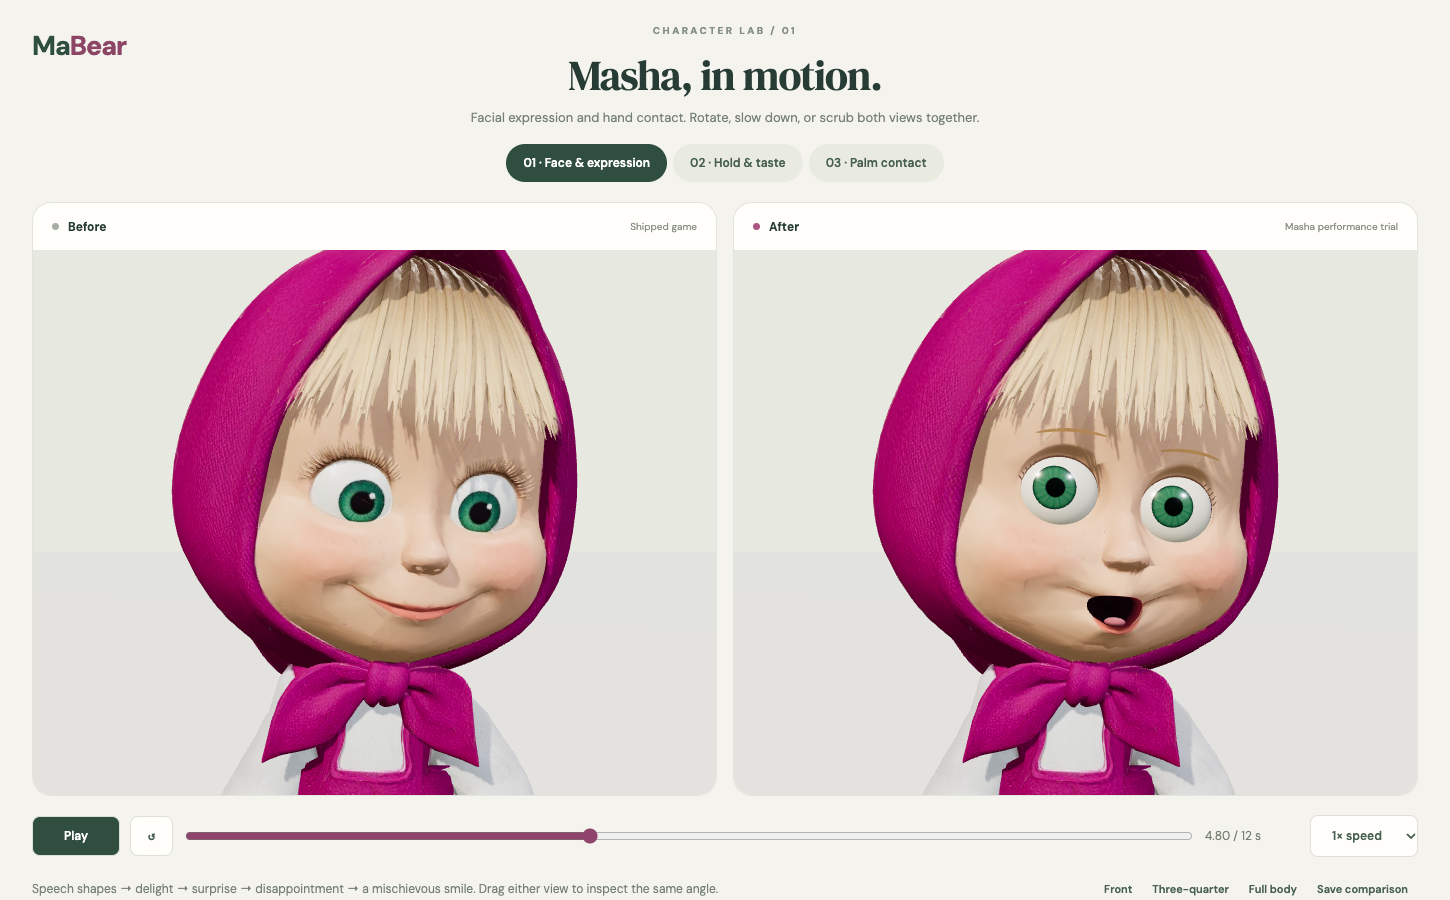 MaBear
CHARACTER LAB / 01
Masha, in motion.
Facial expression and hand contact. Rotate, slow down, or scrub both views together.
01 · Face & expression
02 · Hold & taste
03 · Palm contact
Before
Shipped game
After
Masha performance trial
Play
↺
4.80 / 12 s
1× speed
Speech shapes → delight → surprise → disappointment → a mischievous smile. Drag either view to inspect the same angle.
Front
Three-quarter
Full body
Save comparison